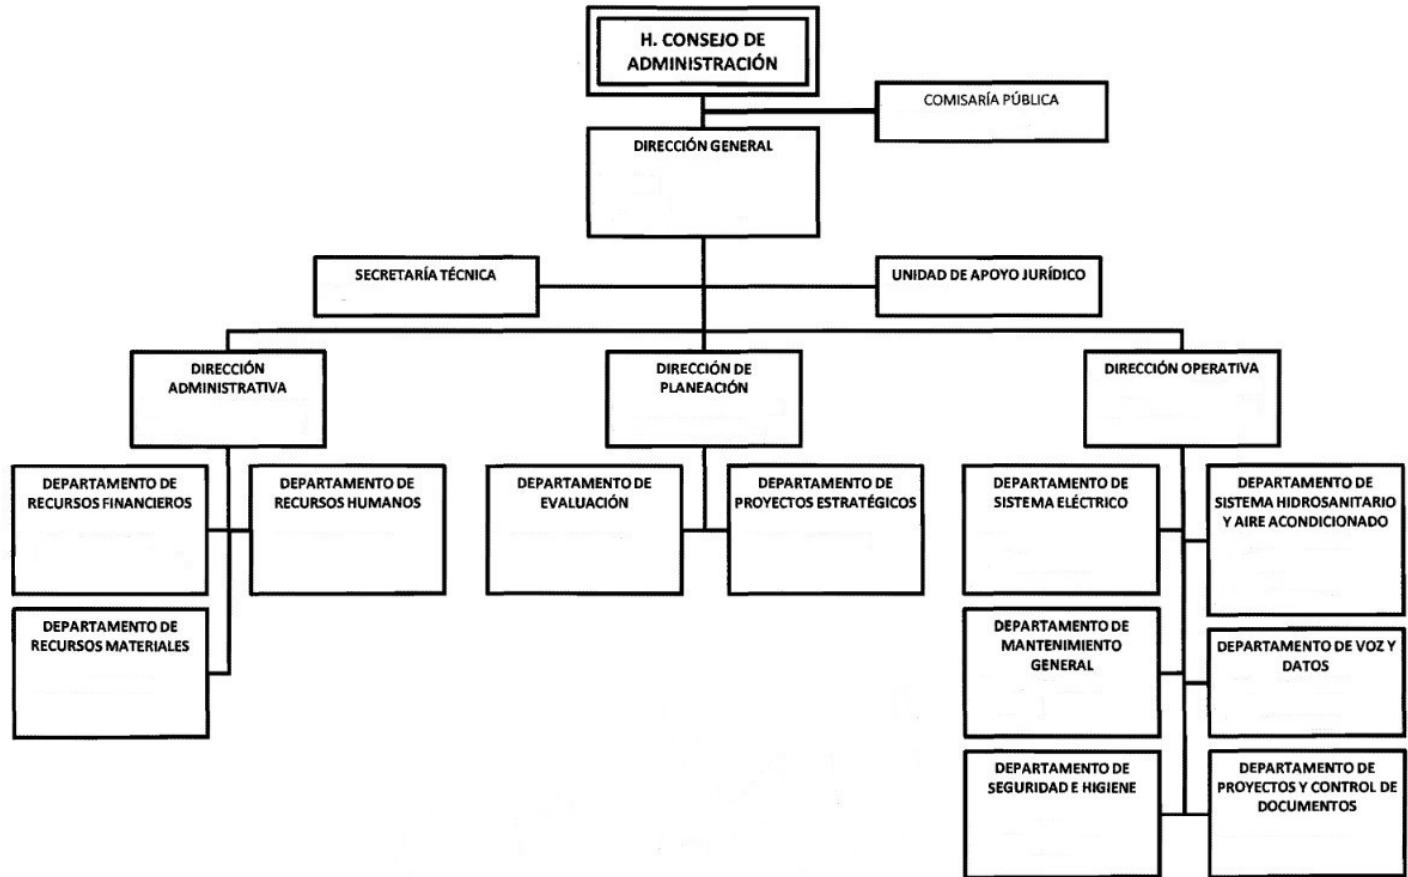 H. CONSEJO DE
ADMINISTRACIÓN
COMISARÍA PÚBLICA
DIRECCIÓN GENERAL
SECRETARÍA TÉCNICA
UNIDAD DE APOYO JURÍDICO
DIRECCIÓN
ADMINISTRATIVA
DIRECCIÓN DE
PLANEACIÓN
DIRECCIÓN OPERATIVA
DEPARTAMENTO DE
RECURSOS FINANCIEROS
DEPARTAMENTO DE
RECURSOS HUMANOS
DEPARTAMENTO DE
EVALUACIÓN
DEPARTAMENTO DE
PROYECTOS ESTRATÉGICOS
DEPARTAMENTO DE
SISTEMA ELÉCTRICO
DEPARTAMENTO DE
SISTEMA HIDROSANITARIO
Y AIRE ACONDICIONADO
DEPARTAMENTO DE
RECURSOS MATERIALES
DEPARTAMENTO DE
MANTENIMIENTO
GENERAL
DEPARTAMENTO DE VOZ Y
DATOS
DEPARTAMENTO DE
SEGURIDAD E HIGIENE
DEPARTAMENTO DE
PROYECTOS Y CONTROL DE
DOCUMENTOS